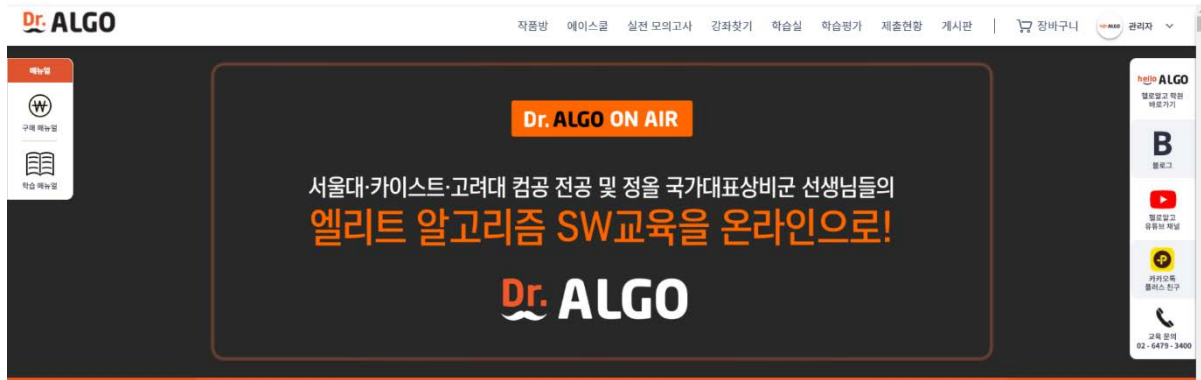 Dr. ALGO
작품방 에이스쿨 실전 모의고사 강좌찾기 학습실 학습평가 제출현황 게시판 장바구니 관리자
매뉴얼
구매 매뉴얼
학습 매뉴얼
Dr. ALGO ON AIR
서울대·카이스트·고려대 컴공 전공 및 정올 국가대표상비군 선생님들의
엘리트 알고리즘 SW교육을 온라인으로!
Dr. ALGO
hello ALGO
헬로알고 학원
바로가기
B
블로그
헬로알고
유튜브 채널
카카오톡
플러스 친구
교육 문의
02 - 6479 - 3400